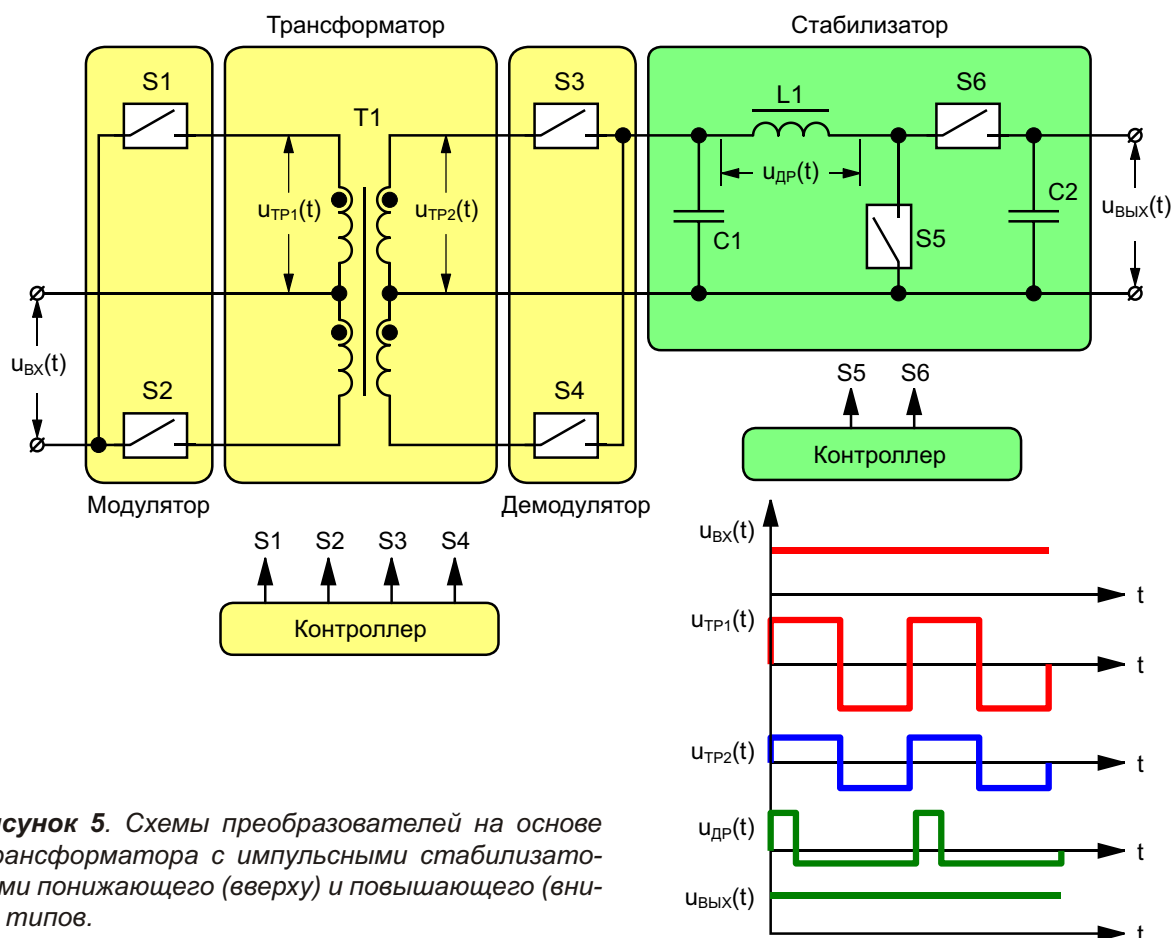 Трансформатор
Стабилизатор
S1
S3
S6
T1
L1
uТР1(t)
uТР2(t)
uДР(t)
C2
uВЫХ(t)
C1
S5
uВХ(t)
S2
S4
S5 S6
Контроллер
Модулятор
Демодулятор
S1 S2 S3 S4
Контроллер
uВХ(t)
t
uТР1(t)
t
uТР2(t)
t
uДР(t)
t
uВЫХ(t)
t
сунок 5. Схемы преобразователей на основе
рансформатора с импульсными стабилизато-
ми понижающего (вверху) и повышающего (вни-
типов.